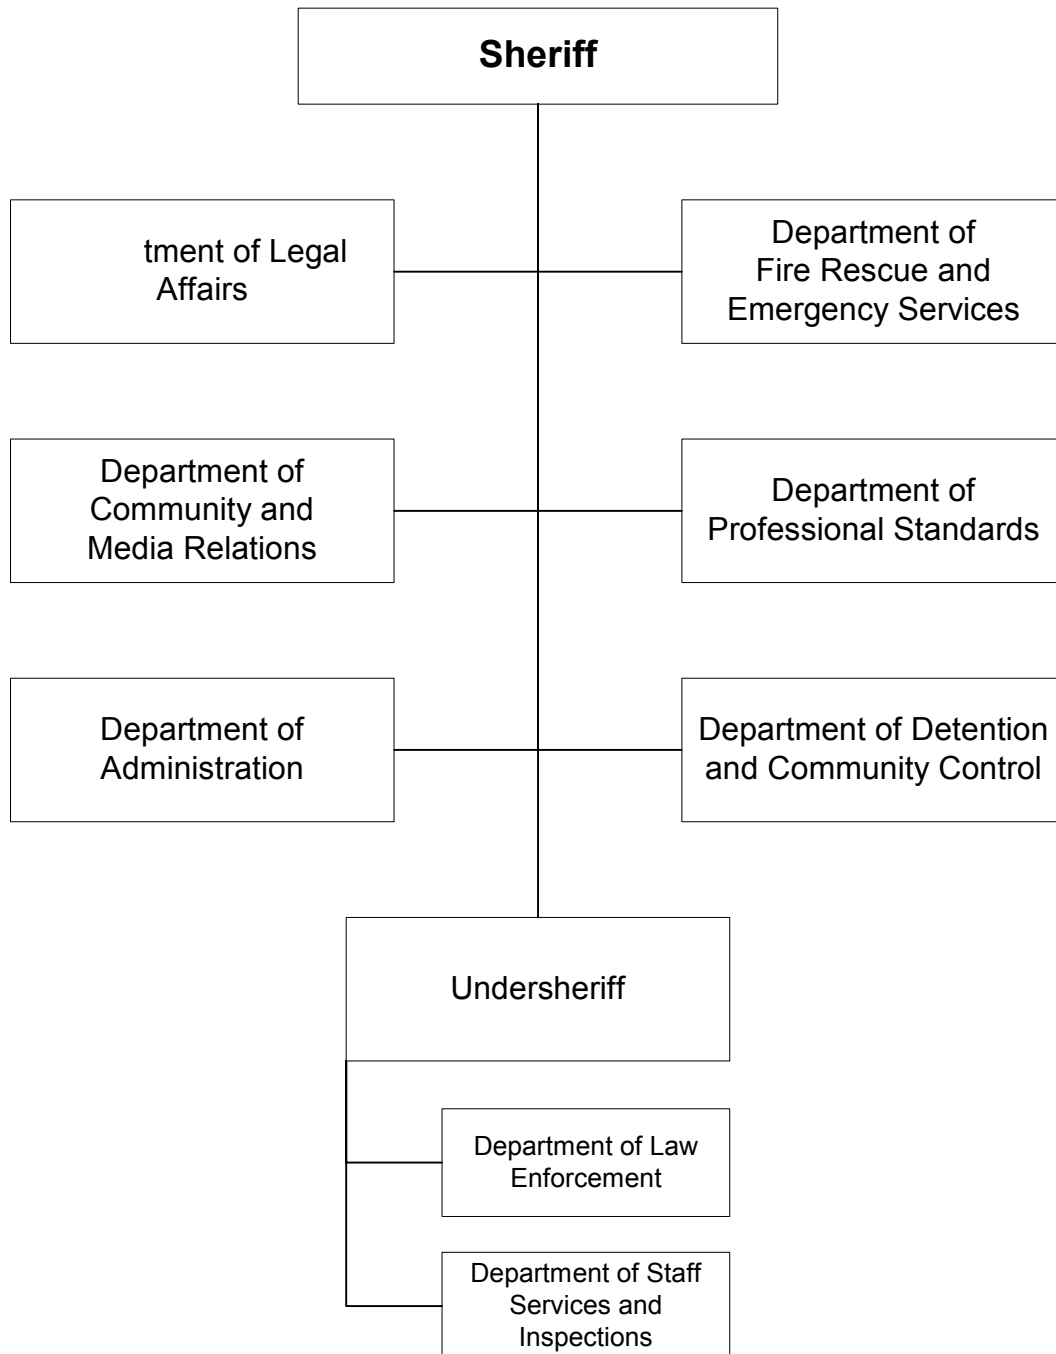 Sheriff
tment of Legal
Affairs
Department of
Fire Rescue and
Emergency Services
Department of
Community and
Media Relations
Department of
Professional Standards
Department of
Administration
Department of Detention
and Community Control
Undersheriff
Department of Law
Enforcement
Department of Staff
Services and
Inspections